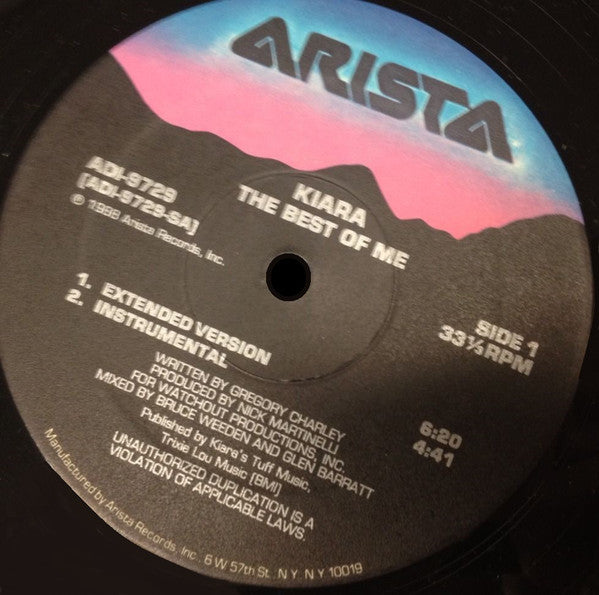 ARISTA
KIARA
THE BEST OF ME
ADI-9729
[ADI-9729-SA]
℗ 1988 Arista Records, Inc.
SIDE 1
33⅓ RPM
1. EXTENDED VERSION 6:20
2. INSTRUMENTAL 4:41
WRITTEN BY GREGORY CHARLEY
PRODUCED BY NICK MARTINELLI
FOR WATCHOUT PRODUCTIONS, INC.
MIXED BY BRUCE WEEDEN AND GLEN BARRATT
Published by Kiara's Tuff Music.
Trixie Lou Music [BMI]
UNAUTHORIZED DUPLICATION IS A
VIOLATION OF APPLICABLE LAWS.
Manufactured by Arista Records, Inc. 6 W 57th St. N Y. N Y 10019